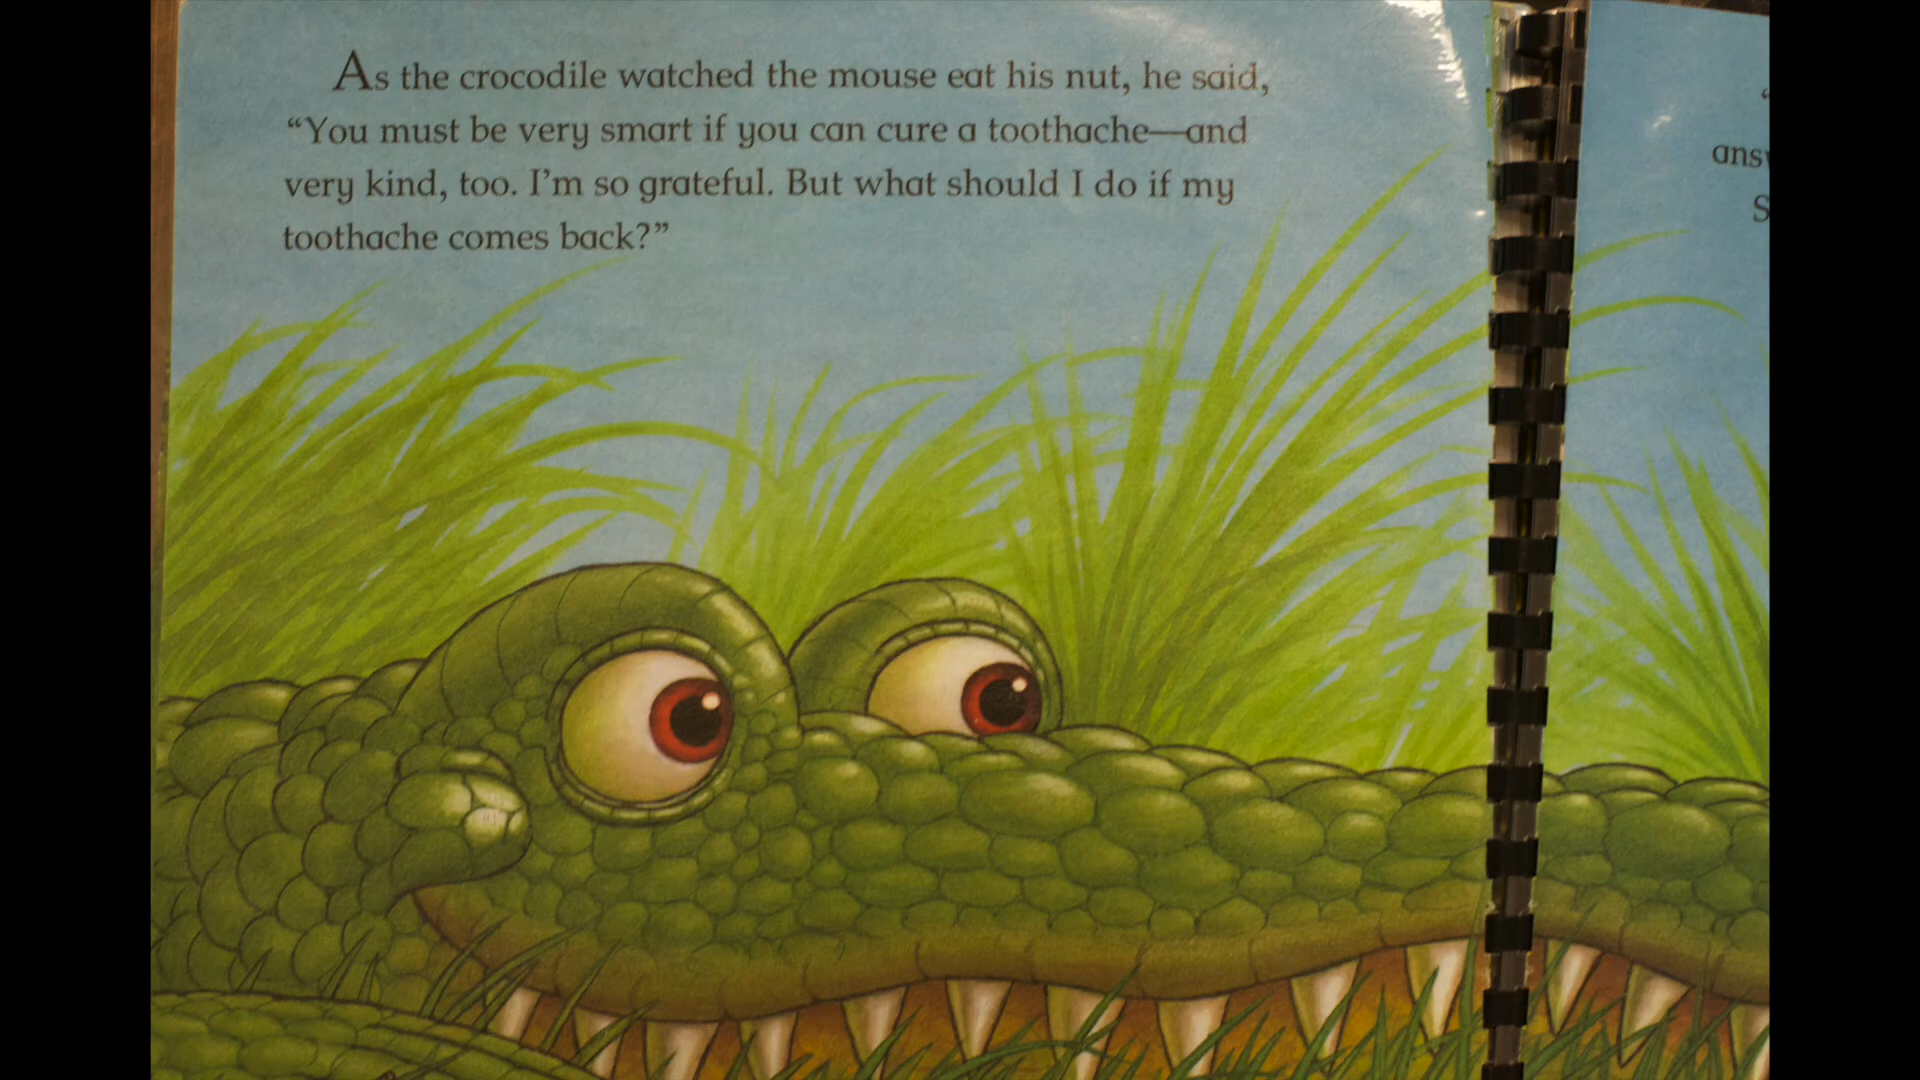 As the crocodile watched the mouse eat his nut, he said,
“You must be very smart if you can cure a toothache—and
very kind, too. I’m so grateful. But what should I do if my
toothache comes back?”